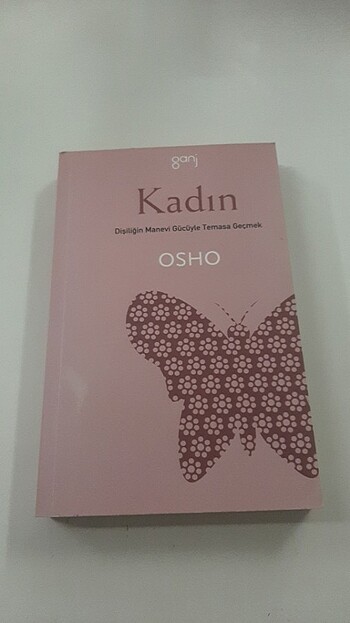 ganj
Kadın
Dişiliğin Manevi Gücüyle Temasa Geçmek
OSHO